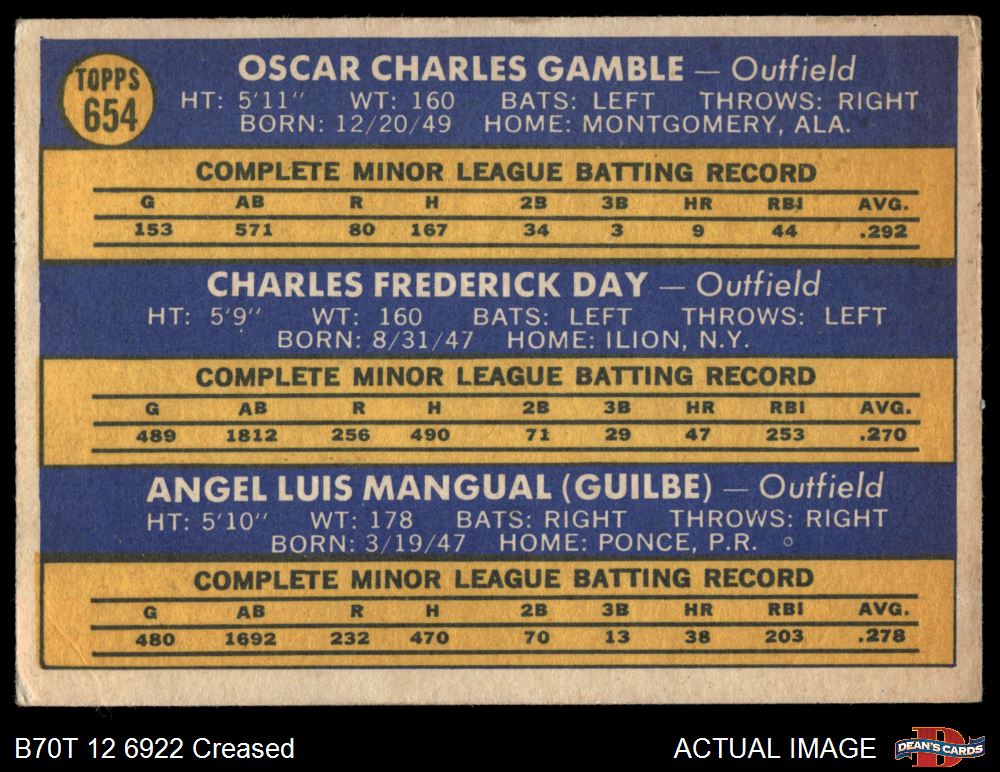 TOPPS
654
OSCAR CHARLES GAMBLE — Outfield
HT: 5'11" WT: 160 BATS: LEFT THROWS: RIGHT
BORN: 12/20/49 HOME: MONTGOMERY, ALA.
COMPLETE MINOR LEAGUE BATTING RECORD
G AB R H 2B 3B HR RBI AVG.
153 571 80 167 34 3 9 44 .292
CHARLES FREDERICK DAY — Outfield
HT: 5'9" WT: 160 BATS: LEFT THROWS: LEFT
BORN: 8/31/47 HOME: ILION, N.Y.
COMPLETE MINOR LEAGUE BATTING RECORD
G AB R H 2B 3B HR RBI AVG.
489 1812 256 490 71 29 47 253 .270
ANGEL LUIS MANGUAL (GUILBE) — Outfield
HT: 5'10" WT: 178 BATS: RIGHT THROWS: RIGHT
BORN: 3/19/47 HOME: PONCE, P.R.
COMPLETE MINOR LEAGUE BATTING RECORD
G AB R H 2B 3B HR RBI AVG.
480 1692 232 470 70 13 38 203 .278
B70T 12 6922 Creased
ACTUAL IMAGE
D
DEAN'S CARDS